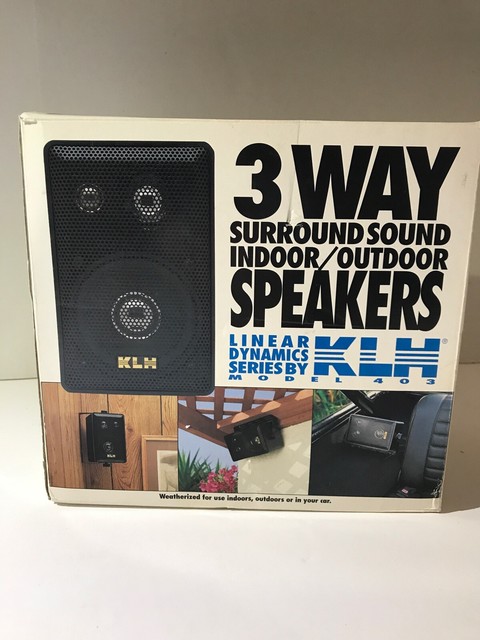 3 WAY
SURROUND SOUND
INDOOR/OUTDOOR
SPEAKERS
LINEAR
DYNAMICS
SERIES BY
KLH®
MODEL 403
KLH
Weatherized for use indoors, outdoors or in your car.